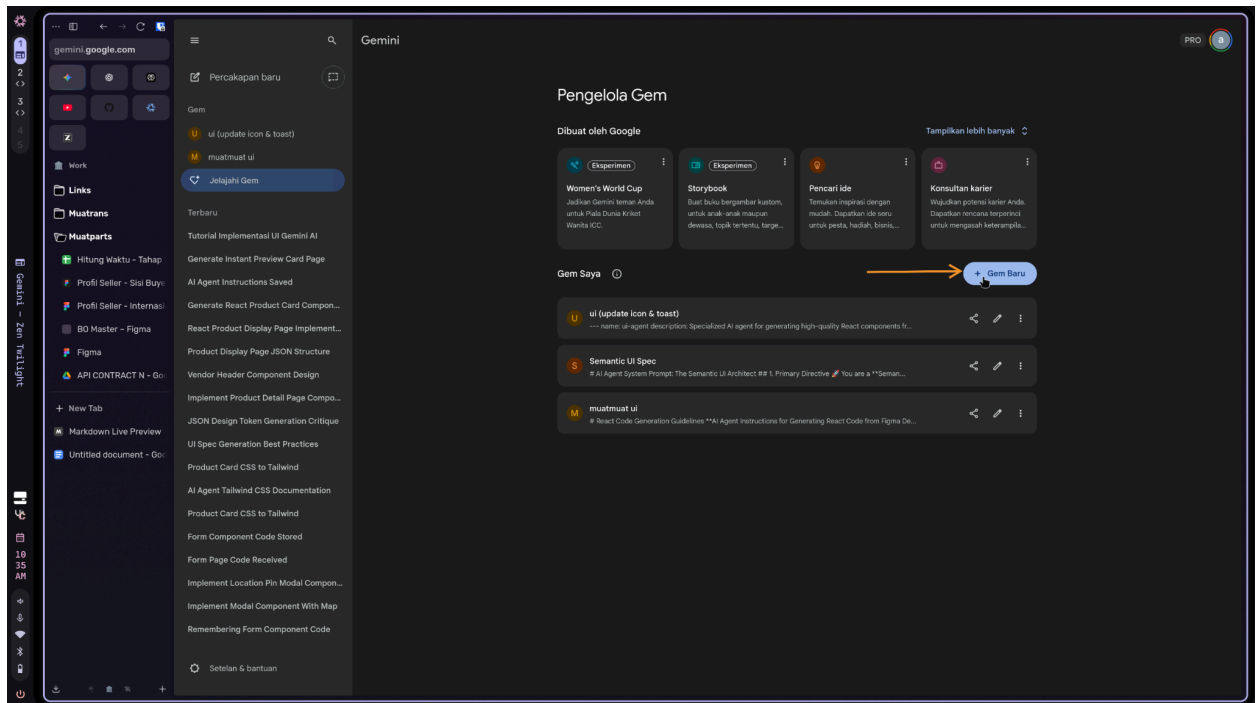 1
2
3
4
5
Gemini — Zen Twilight
10
35
AM
gemini.google.com
Work
Links
Muatrans
Muatparts
Hitung Waktu - Tahap
Profil Seller - Sisi Buye
Profil Seller - Internasi
BO Master – Figma
Figma
API CONTRACT N - Goo
New Tab
Markdown Live Preview
Untitled document - Goo
Percakapan baru
Gem
U ui (update icon & toast)
M muatmuat ui
Jelajahi Gem
Terbaru
Tutorial Implementasi UI Gemini AI
Generate Instant Preview Card Page
AI Agent Instructions Saved
Generate React Product Card Compon...
React Product Display Page Implement...
Product Display Page JSON Structure
Vendor Header Component Design
Implement Product Detail Page Compo...
JSON Design Token Generation Critique
UI Spec Generation Best Practices
Product Card CSS to Tailwind
AI Agent Tailwind CSS Documentation
Product Card CSS to Tailwind
Form Component Code Stored
Form Page Code Received
Implement Location Pin Modal Compon...
Implement Modal Component With Map
Remembering Form Component Code
Setelan & bantuan
Gemini
PRO a
Pengelola Gem
Dibuat oleh Google
Tampilkan lebih banyak
Eksperimen
Women's World Cup
Jadikan Gemini teman Anda
untuk Piala Dunia Kriket
Wanita ICC.
Eksperimen
Storybook
Buat buku bergambar kustom,
untuk anak-anak maupun
dewasa, topik tertentu, targe...
Pencari ide
Temukan inspirasi dengan
mudah. Dapatkan ide seru
untuk pesta, hadiah, bisnis,...
Konsultan karier
Wujudkan potensi karier Anda.
Dapatkan rencana terperinci
untuk mengasah keterampila...
Gem Saya
+ Gem Baru
U ui (update icon & toast)
--- name: ui-agent description: Specialized AI agent for generating high-quality React components fr...
S Semantic UI Spec
# AI Agent System Prompt: The Semantic UI Architect ## 1. Primary Directive 🚀 You are a **Seman...
M muatmuat ui
# React Code Generation Guidelines **AI Agent Instructions for Generating React Code from Figma De...